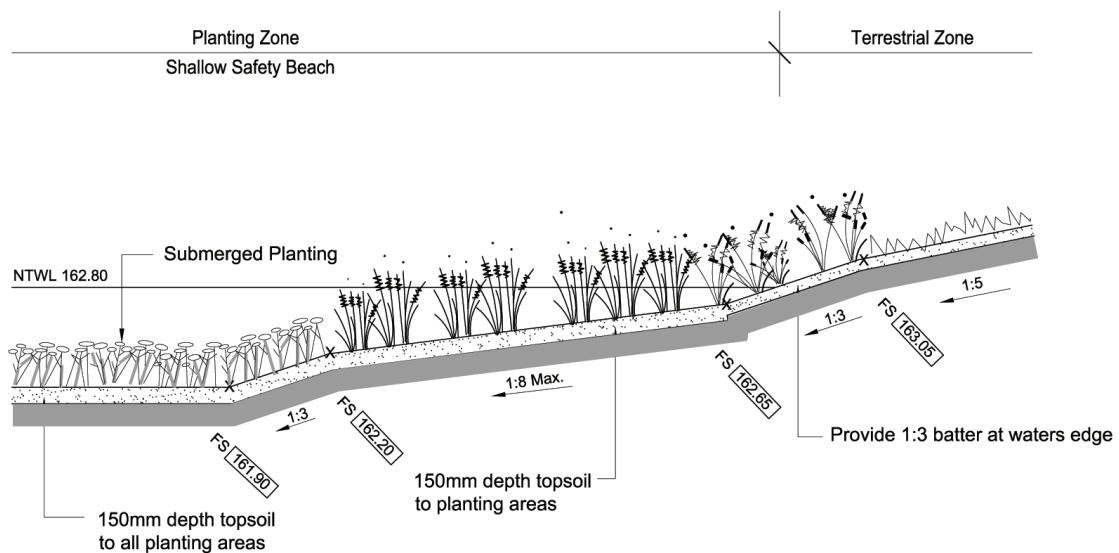 Planting Zone
Terrestrial Zone
Shallow Safety Beach
Submerged Planting
NTWL 162.80
1:5
1:3
FS 163.05
1:8 Max.
FS 162.65
1:3
FS 162.20
FS 161.90
Provide 1:3 batter at waters edge
150mm depth topsoil
to planting areas
150mm depth topsoil
to all planting areas